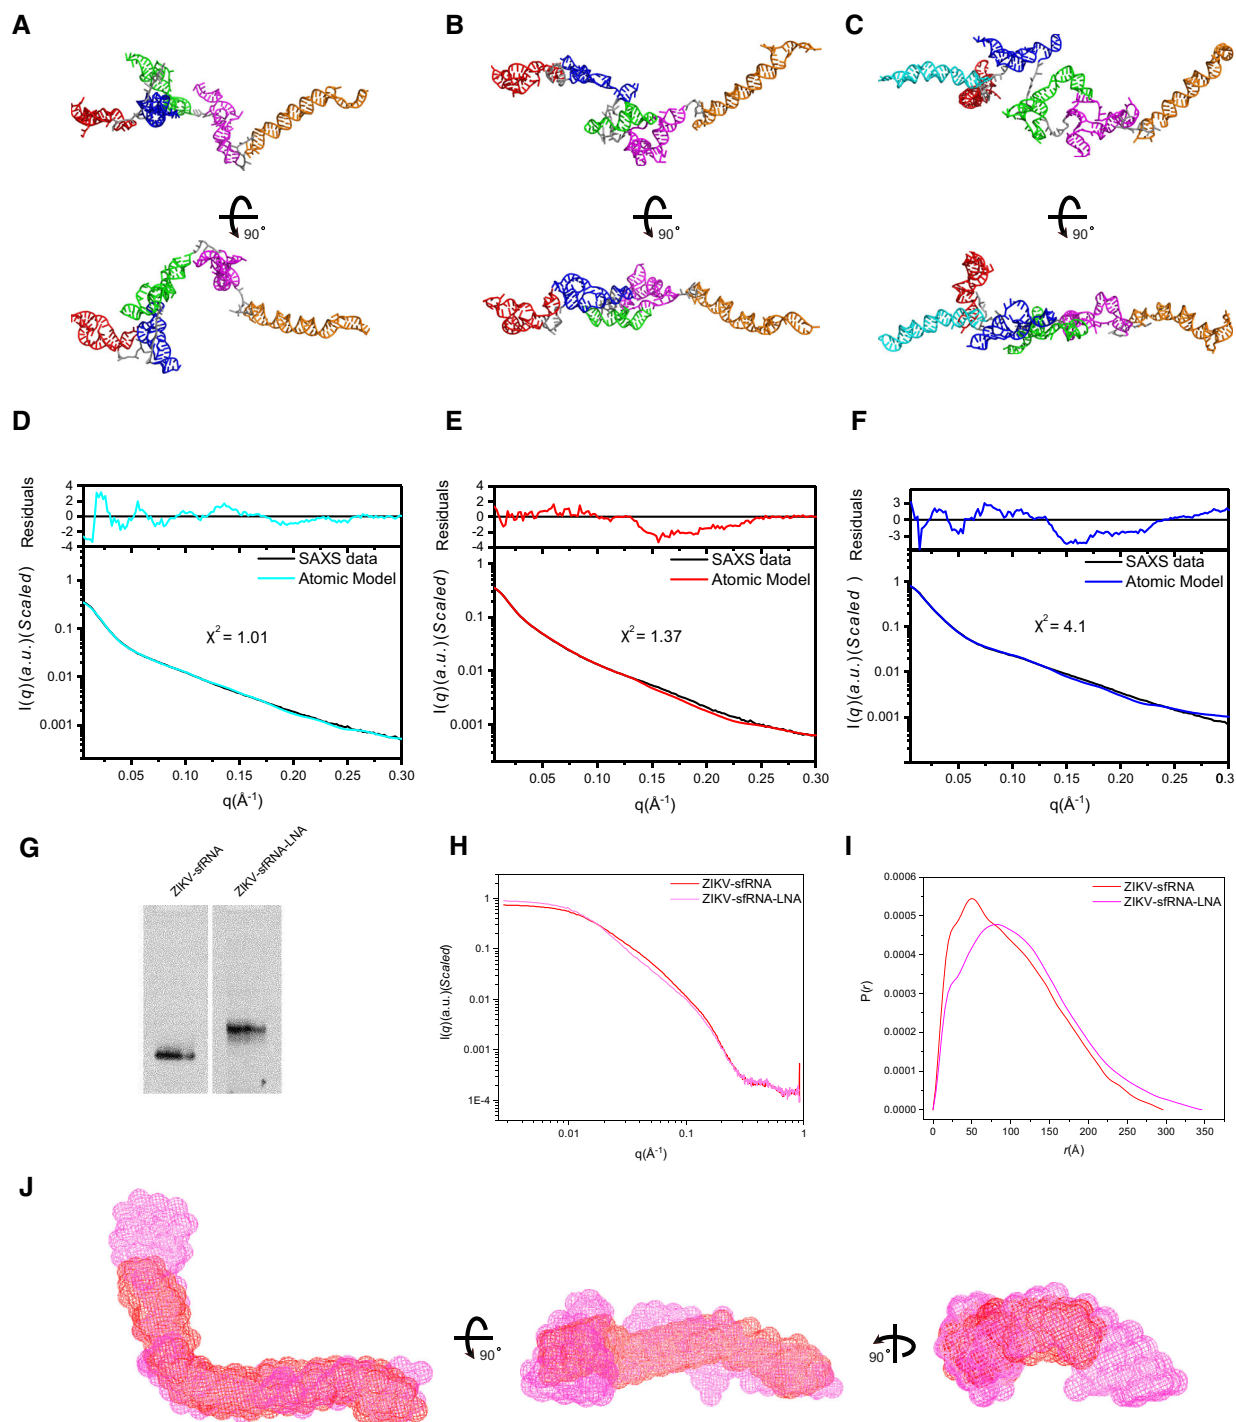 A
B
C
90°
90°
90°
D
E
F
Residuals
4
2
0
-2
-4
I(q)(a.u.)(Scaled)
1
0.1
0.01
0.001
SAXS data
Atomic Model
χ² = 1.01
0.05 0.10 0.15 0.20 0.25 0.30
q(Å⁻¹)
Residuals
4
2
0
-2
-4
I(q)(a.u.)(Scaled)
1
0.1
0.01
0.001
SAXS data
Atomic Model
χ² = 1.37
0.05 0.10 0.15 0.20 0.25 0.30
q(Å⁻¹)
Residuals
3
0
-3
I(q)(a.u.)(Scaled )
1
0.1
0.01
0.001
SAXS data
Atomic Model
χ² = 4.1
0.05 0.10 0.15 0.20 0.25 0.3
q(Å⁻¹)
G
ZIKV-sfRNA
ZIKV-sfRNA-LNA
H
ZIKV-sfRNA
ZIKV-sfRNA-LNA
I(q)(a.u.)(Scaled)
1
0.1
0.01
0.001
1E-4
0.01 0.1 1
q(Å⁻¹)
I
ZIKV-sfRNA
ZIKV-sfRNA-LNA
P(r)
0.0006
0.0005
0.0004
0.0003
0.0002
0.0001
0.0000
0 50 100 150 200 250 300 350
r(Å)
J
90°
90°